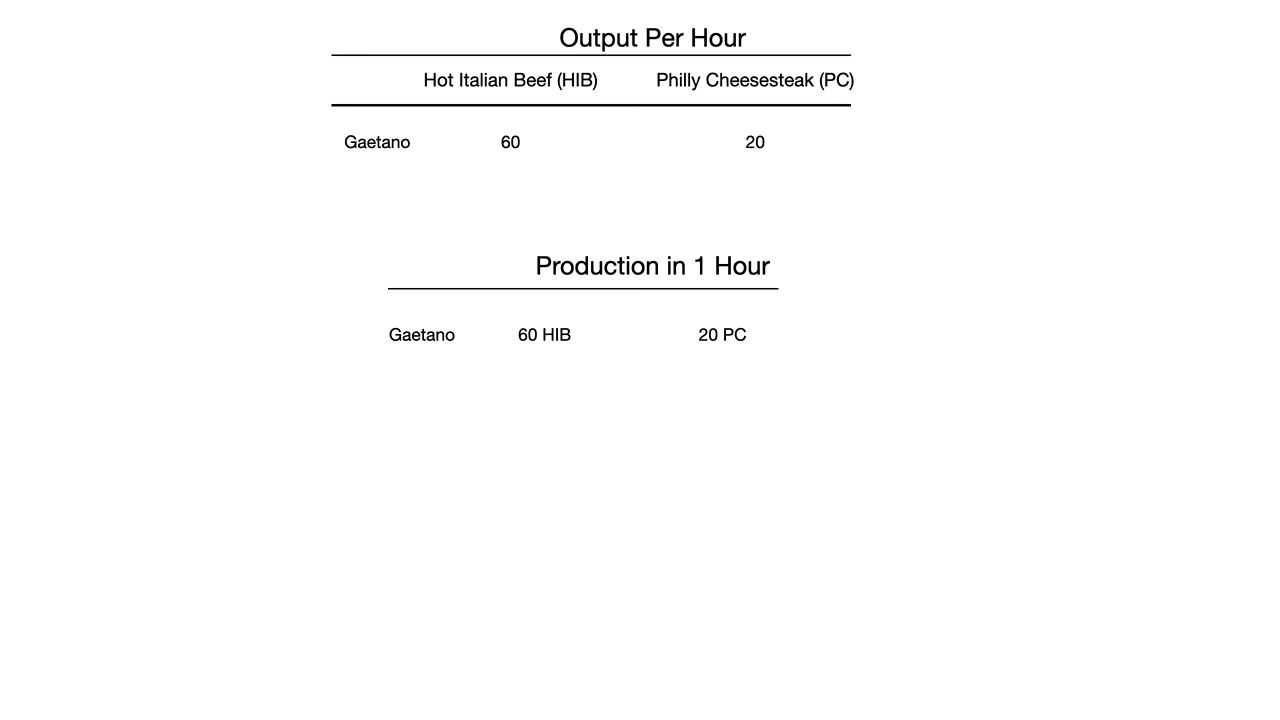 Output Per Hour
Hot Italian Beef (HIB) Philly Cheesesteak (PC)
Gaetano 60 20
Production in 1 Hour
Gaetano 60 HIB 20 PC